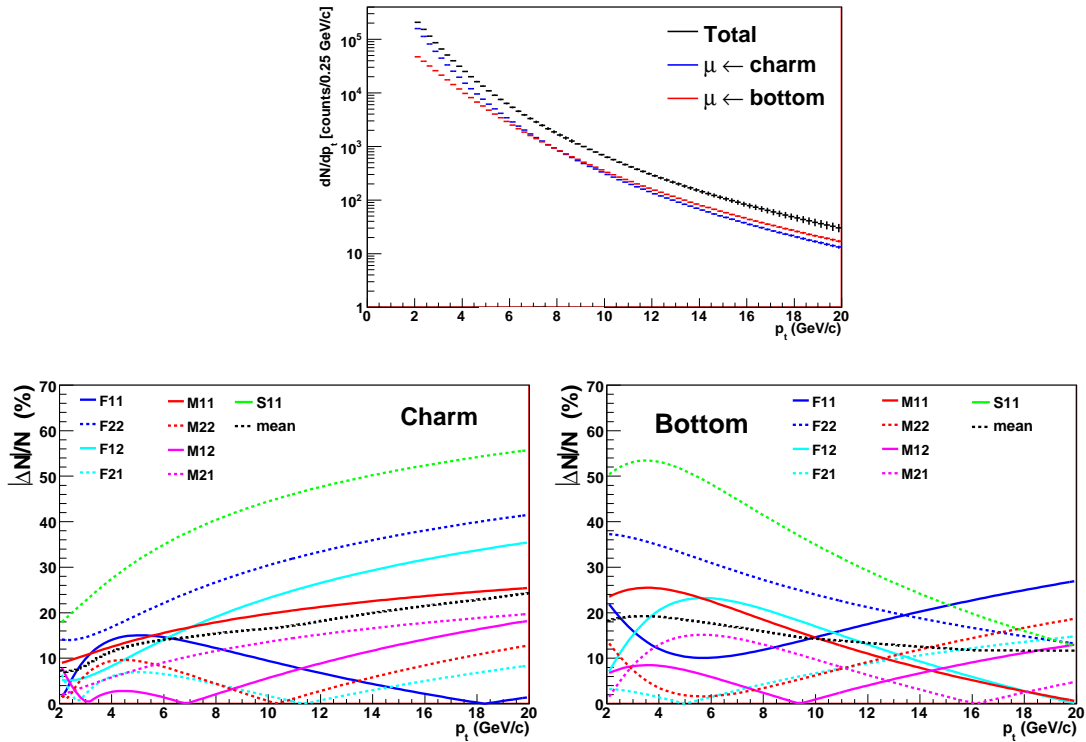 dN/dp_t [counts/0.25 GeV/c]
10^5
10^4
10^3
10^2
10
1
Total
μ ← charm
μ ← bottom
0 2 4 6 8 10 12 14 16 18 20
p_t (GeV/c)
|ΔN|/N (%)
70
60
50
40
30
20
10
0
F11 M11 S11
F22 M22 mean
F12 M12
F21 M21
Charm
2 4 6 8 10 12 14 16 18 20
p_t (GeV/c)
|ΔN|/N (%)
70
60
50
40
30
20
10
0
Bottom
F11 M11 S11
F22 M22 mean
F12 M12
F21 M21
2 4 6 8 10 12 14 16 18 20
p_t (GeV/c)